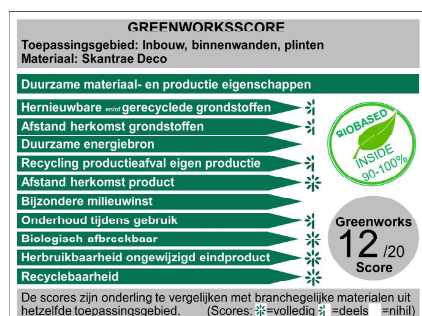 GREENWORKSSCORE
Toepassingsgebied: Inbouw, binnenwanden, plinten
Materiaal: Skantrae Deco
Duurzame materiaal- en productie eigenschappen
Hernieuwbare en/of gerecyclede grondstoffen
Afstand herkomst grondstoffen
Duurzame energiebron
Recycling productieafval eigen productie
Afstand herkomst product
Bijzondere milieuwinst
Onderhoud tijdens gebruik
Biologisch afbreekbaar
Herbruikbaarheid ongewijzigd eindproduct
Recyclebaarheid
BIOBASED
INSIDE
90-100%
Greenworks
12 /20
Score
De scores zijn onderling te vergelijken met branchegelijke materialen uit
hetzelfde toepassingsgebied. (Scores: =volledig =deels =nihil)